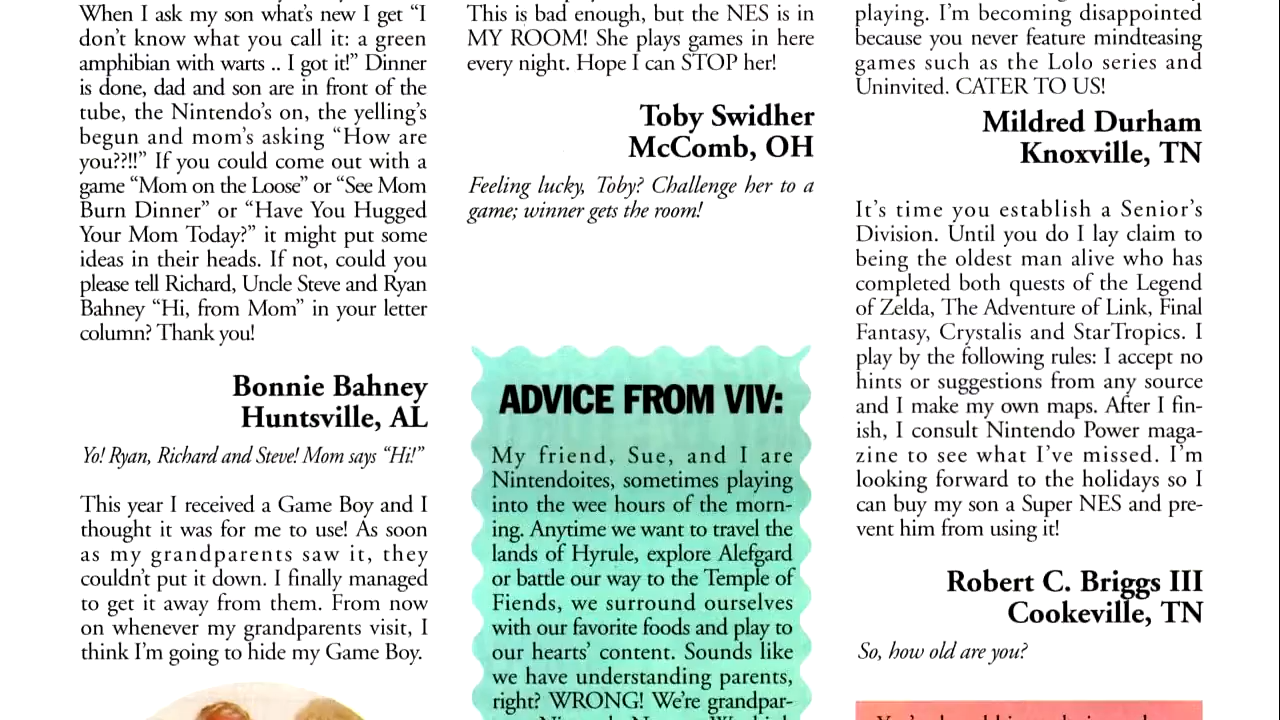 When I ask my son what's new I get “I
don't know what you call it: a green
amphibian with warts .. I got it!” Dinner
is done, dad and son are in front of the
tube, the Nintendo's on, the yelling's
begun and mom's asking “How are
you??!!” If you could come out with a
game “Mom on the Loose” or “See Mom
Burn Dinner” or “Have You Hugged
Your Mom Today?” it might put some
ideas in their heads. If not, could you
please tell Richard, Uncle Steve and Ryan
Bahney “Hi, from Mom” in your letter
column? Thank you!
Bonnie Bahney
Huntsville, AL
Yo! Ryan, Richard and Steve! Mom says “Hi!”
This year I received a Game Boy and I
thought it was for me to use! As soon
as my grandparents saw it, they
couldn't put it down. I finally managed
to get it away from them. From now
on whenever my grandparents visit, I
think I'm going to hide my Game Boy.
This is bad enough, but the NES is in
MY ROOM! She plays games in here
every night. Hope I can STOP her!
Toby Swidher
McComb, OH
Feeling lucky, Toby? Challenge her to a
game; winner gets the room!
ADVICE FROM VIV:
My friend, Sue, and I are
Nintendoites, sometimes playing
into the wee hours of the morn-
ing. Anytime we want to travel the
lands of Hyrule, explore Alefgard
or battle our way to the Temple of
Fiends, we surround ourselves
with our favorite foods and play to
our hearts' content. Sounds like
we have understanding parents,
right? WRONG! We're grandpar-
playing. I'm becoming disappointed
because you never feature mindteasing
games such as the Lolo series and
Uninvited. CATER TO US!
Mildred Durham
Knoxville, TN
It's time you establish a Senior's
Division. Until you do I lay claim to
being the oldest man alive who has
completed both quests of the Legend
of Zelda, The Adventure of Link, Final
Fantasy, Crystalis and StarTropics. I
play by the following rules: I accept no
hints or suggestions from any source
and I make my own maps. After I fin-
ish, I consult Nintendo Power maga-
zine to see what I've missed. I'm
looking forward to the holidays so I
can buy my son a Super NES and pre-
vent him from using it!
Robert C. Briggs III
Cookeville, TN
So, how old are you?